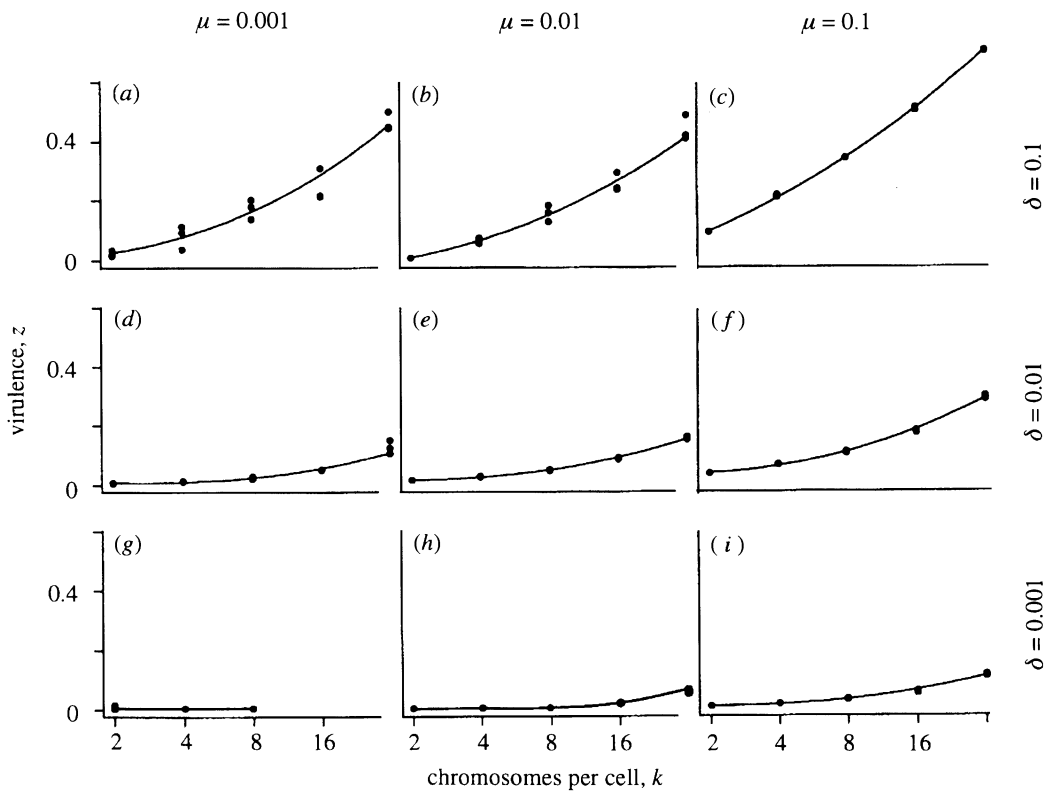 μ = 0.001 μ = 0.01 μ = 0.1
(a) (b) (c)
0.4
0
δ = 0.1
(d) (e) (f)
0.4
0
δ = 0.01
virulence, z
(g) (h) (i)
0.4
0
δ = 0.001
2 4 8 16 2 4 8 16 2 4 8 16
chromosomes per cell, k